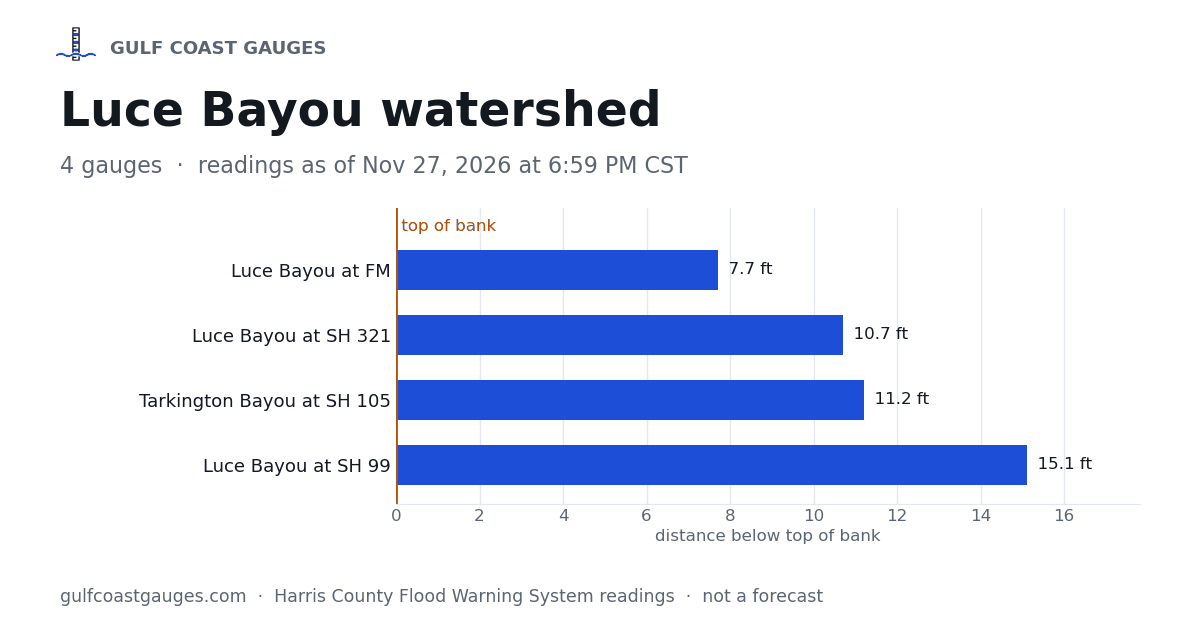 GULF COAST GAUGES
Luce Bayou watershed
4 gauges · readings as of Nov 27, 2026 at 6:59 PM CST
top of bank
Luce Bayou at FM 7.7 ft
Luce Bayou at SH 321 10.7 ft
Tarkington Bayou at SH 105 11.2 ft
Luce Bayou at SH 99 15.1 ft
0 2 4 6 8 10 12 14 16
distance below top of bank
gulfcoastgauges.com · Harris County Flood Warning System readings · not a forecast